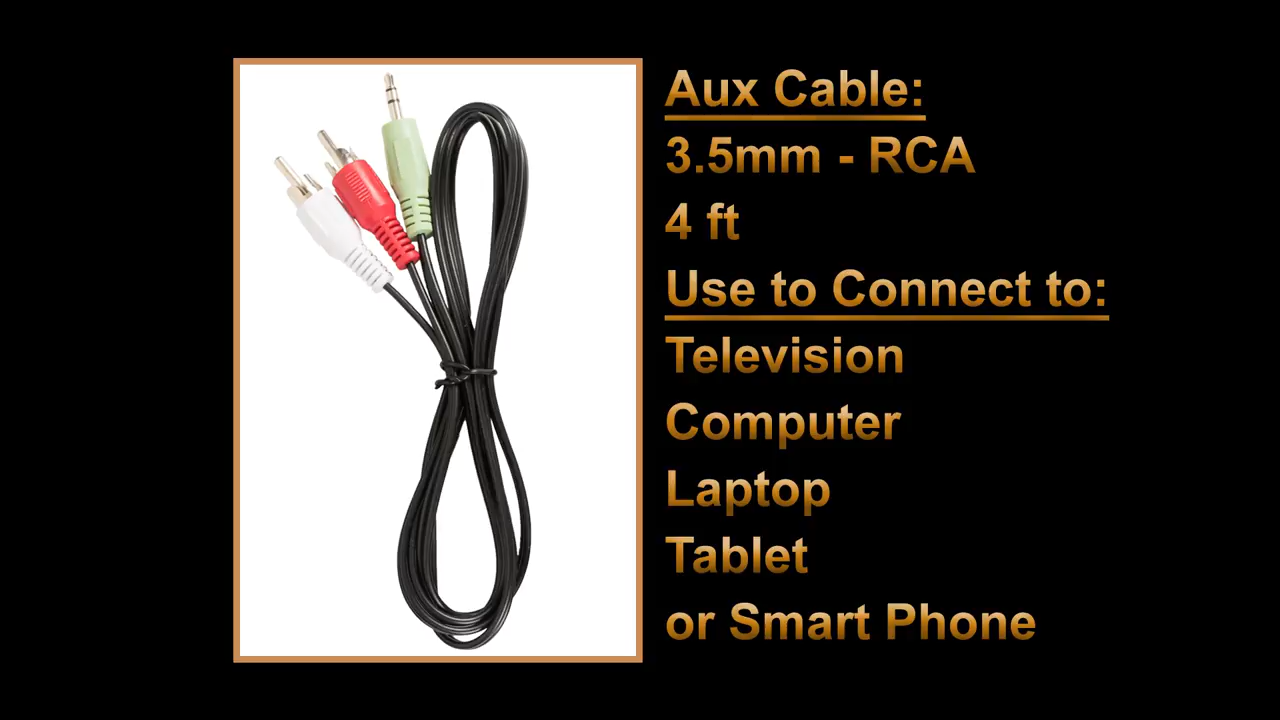 Aux Cable:
3.5mm - RCA
4 ft
Use to Connect to:
Television
Computer
Laptop
Tablet
or Smart Phone